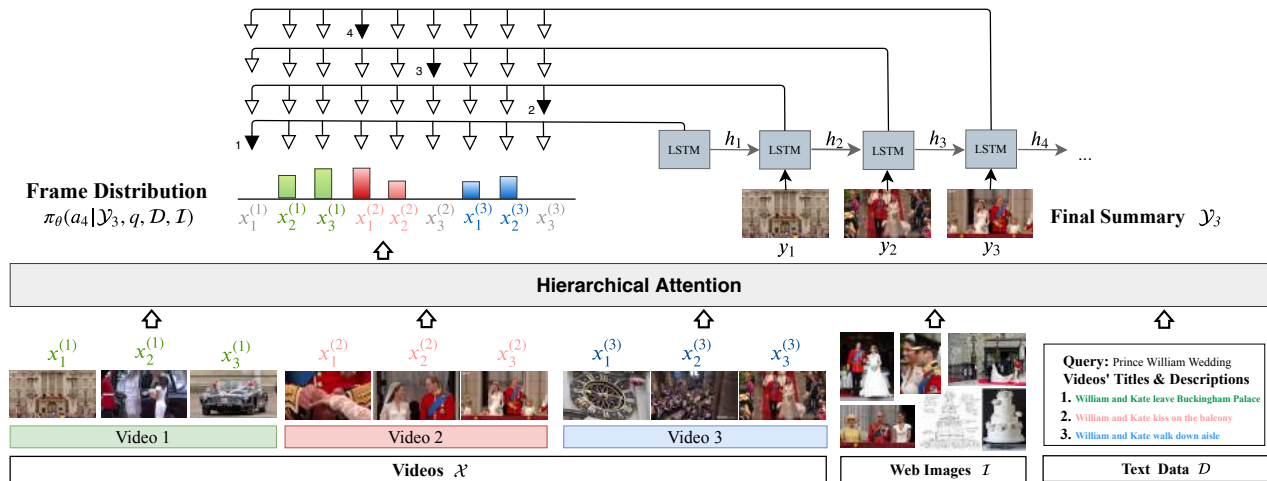 4
3
2
1
LSTM h₁ LSTM h₂ LSTM h₃ LSTM h₄ ...
Frame Distribution
π_θ(a₄|𝒴₃, q, 𝒟, ℐ)
x₁⁽¹⁾ x₂⁽¹⁾ x₃⁽¹⁾ x₁⁽²⁾ x₂⁽²⁾ x₃⁽²⁾ x₁⁽³⁾ x₂⁽³⁾ x₃⁽³⁾
y₁ y₂ y₃
Final Summary 𝒴₃
Hierarchical Attention
x₁⁽¹⁾ x₂⁽¹⁾ x₃⁽¹⁾ x₁⁽²⁾ x₂⁽²⁾ x₃⁽²⁾ x₁⁽³⁾ x₂⁽³⁾ x₃⁽³⁾
Video 1 Video 2 Video 3
Videos 𝒳
Web Images ℐ
Query: Prince William Wedding
Videos' Titles & Descriptions
1. William and Kate leave Buckingham Palace
2. William and Kate kiss on the balcony
3. William and Kate walk down aisle
Text Data 𝒟